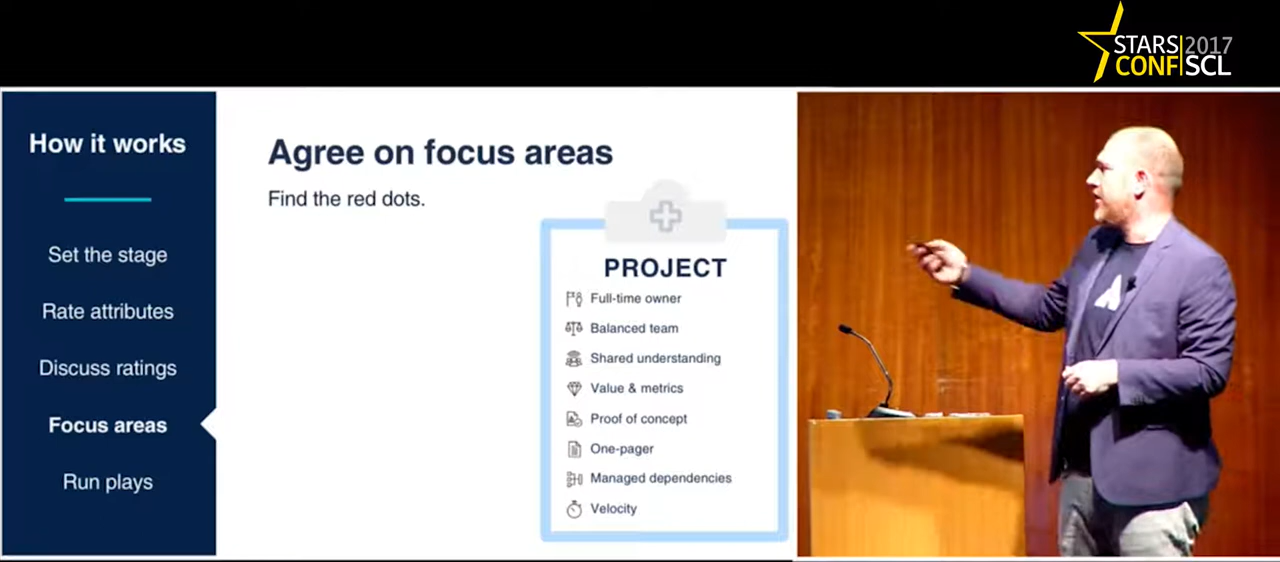 STARS 2017
CONF SCL
How it works
Set the stage
Rate attributes
Discuss ratings
Focus areas
Run plays
Agree on focus areas
Find the red dots.
PROJECT
Full-time owner
Balanced team
Shared understanding
Value & metrics
Proof of concept
One-pager
Managed dependencies
Velocity